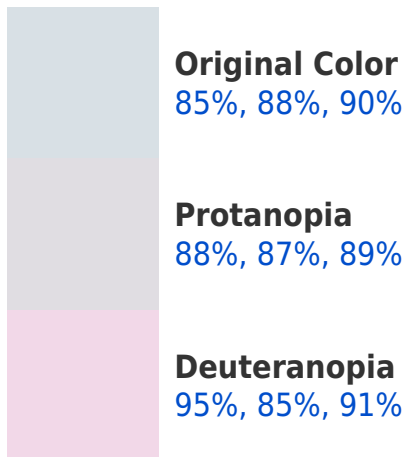 Original Color
85%, 88%, 90%
Protanopia
88%, 87%, 89%
Deuteranopia
95%, 85%, 91%